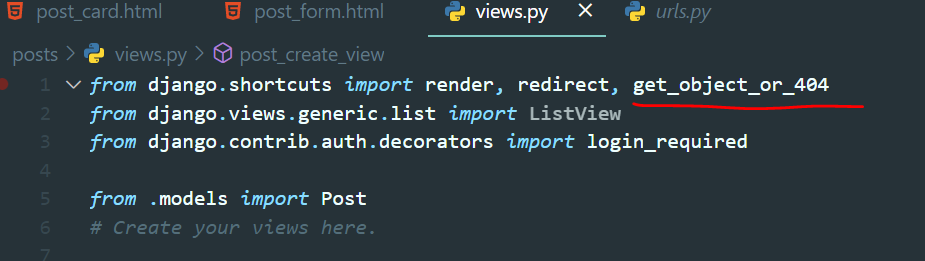 post_card.html post_form.html views.py × urls.py
posts > views.py > post_create_view
1 from django.shortcuts import render, redirect, get_object_or_404
2 from django.views.generic.list import ListView
3 from django.contrib.auth.decorators import login_required
4
5 from .models import Post
6 # Create your views here.
7